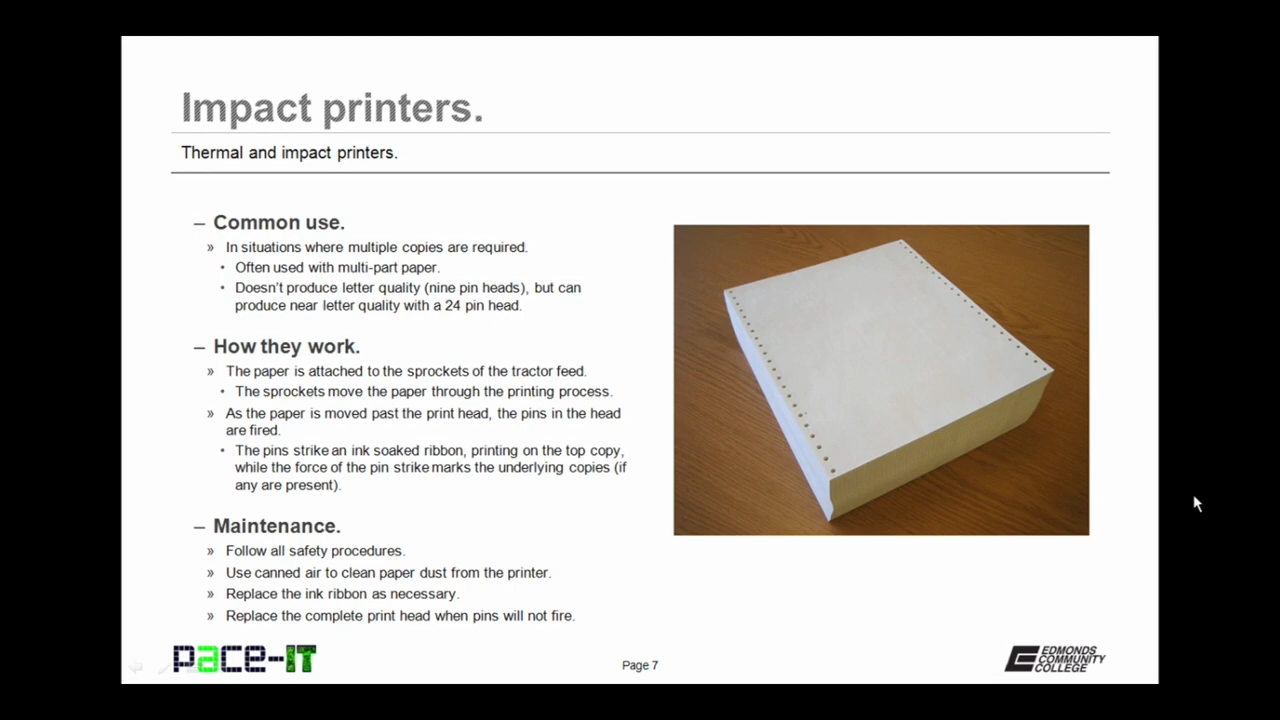 Impact printers.
Thermal and impact printers.
– Common use.
» In situations where multiple copies are required.
• Often used with multi-part paper.
• Doesn't produce letter quality (nine pin heads), but can
produce near letter quality with a 24 pin head.
– How they work.
» The paper is attached to the sprockets of the tractor feed.
• The sprockets move the paper through the printing process.
» As the paper is moved past the print head, the pins in the head
are fired.
• The pins strike an ink soaked ribbon, printing on the top copy,
while the force of the pin strike marks the underlying copies (if
any are present).
– Maintenance.
» Follow all safety procedures.
» Use canned air to clean paper dust from the printer.
» Replace the ink ribbon as necessary.
» Replace the complete print head when pins will not fire.
pace-IT
Page 7
EDMONDS
COMMUNITY
COLLEGE